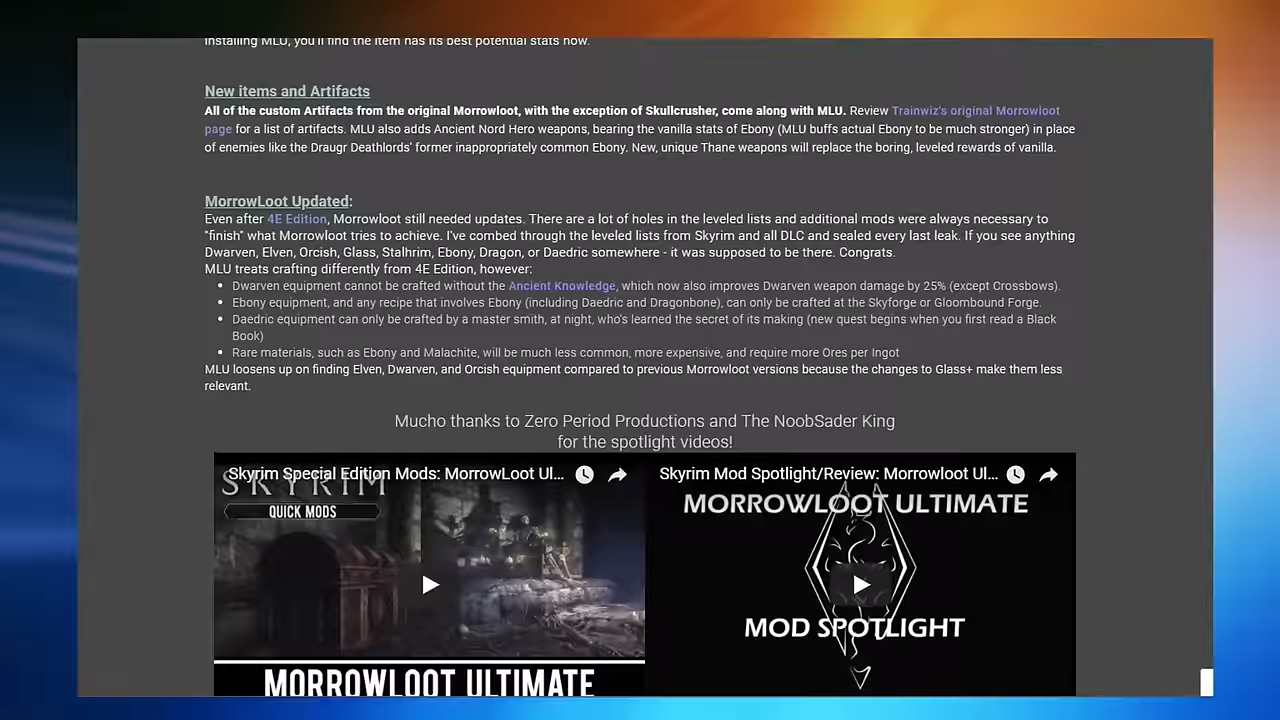 installing MLU, you'll find the item has its best potential stats now.
New items and Artifacts
All of the custom Artifacts from the original Morrowloot, with the exception of Skullcrusher, come along with MLU. Review Trainwiz's original Morrowloot
page for a list of artifacts. MLU also adds Ancient Nord Hero weapons, bearing the vanilla stats of Ebony (MLU buffs actual Ebony to be much stronger) in place
of enemies like the Draugr Deathlords' former inappropriately common Ebony. New, unique Thane weapons will replace the boring, leveled rewards of vanilla.
MorrowLoot Updated:
Even after 4E Edition, Morrowloot still needed updates. There are a lot of holes in the leveled lists and additional mods were always necessary to
"finish" what Morrowloot tries to achieve. I've combed through the leveled lists from Skyrim and all DLC and sealed every last leak. If you see anything
Dwarven, Elven, Orcish, Glass, Stalhrim, Ebony, Dragon, or Daedric somewhere - it was supposed to be there. Congrats.
MLU treats crafting differently from 4E Edition, however:
• Dwarven equipment cannot be crafted without the Ancient Knowledge, which now also improves Dwarven weapon damage by 25% (except Crossbows).
• Ebony equipment, and any recipe that involves Ebony (including Daedric and Dragonbone), can only be crafted at the Skyforge or Gloombound Forge.
• Daedric equipment can only be crafted by a master smith, at night, who's learned the secret of its making (new quest begins when you first read a Black
Book)
• Rare materials, such as Ebony and Malachite, will be much less common, more expensive, and require more Ores per Ingot
MLU loosens up on finding Elven, Dwarven, and Orcish equipment compared to previous Morrowloot versions because the changes to Glass+ make them less
relevant.
Mucho thanks to Zero Period Productions and The NoobSader King
for the spotlight videos!
Skyrim Special Edition Mods: MorrowLoot Ul...
SKYRIM
QUICK MODS
MORROWLOOT ULTIMATE
Skyrim Mod Spotlight/Review: Morrowloot Ul...
MORROWLOOT ULTIMATE
MOD SPOTLIGHT